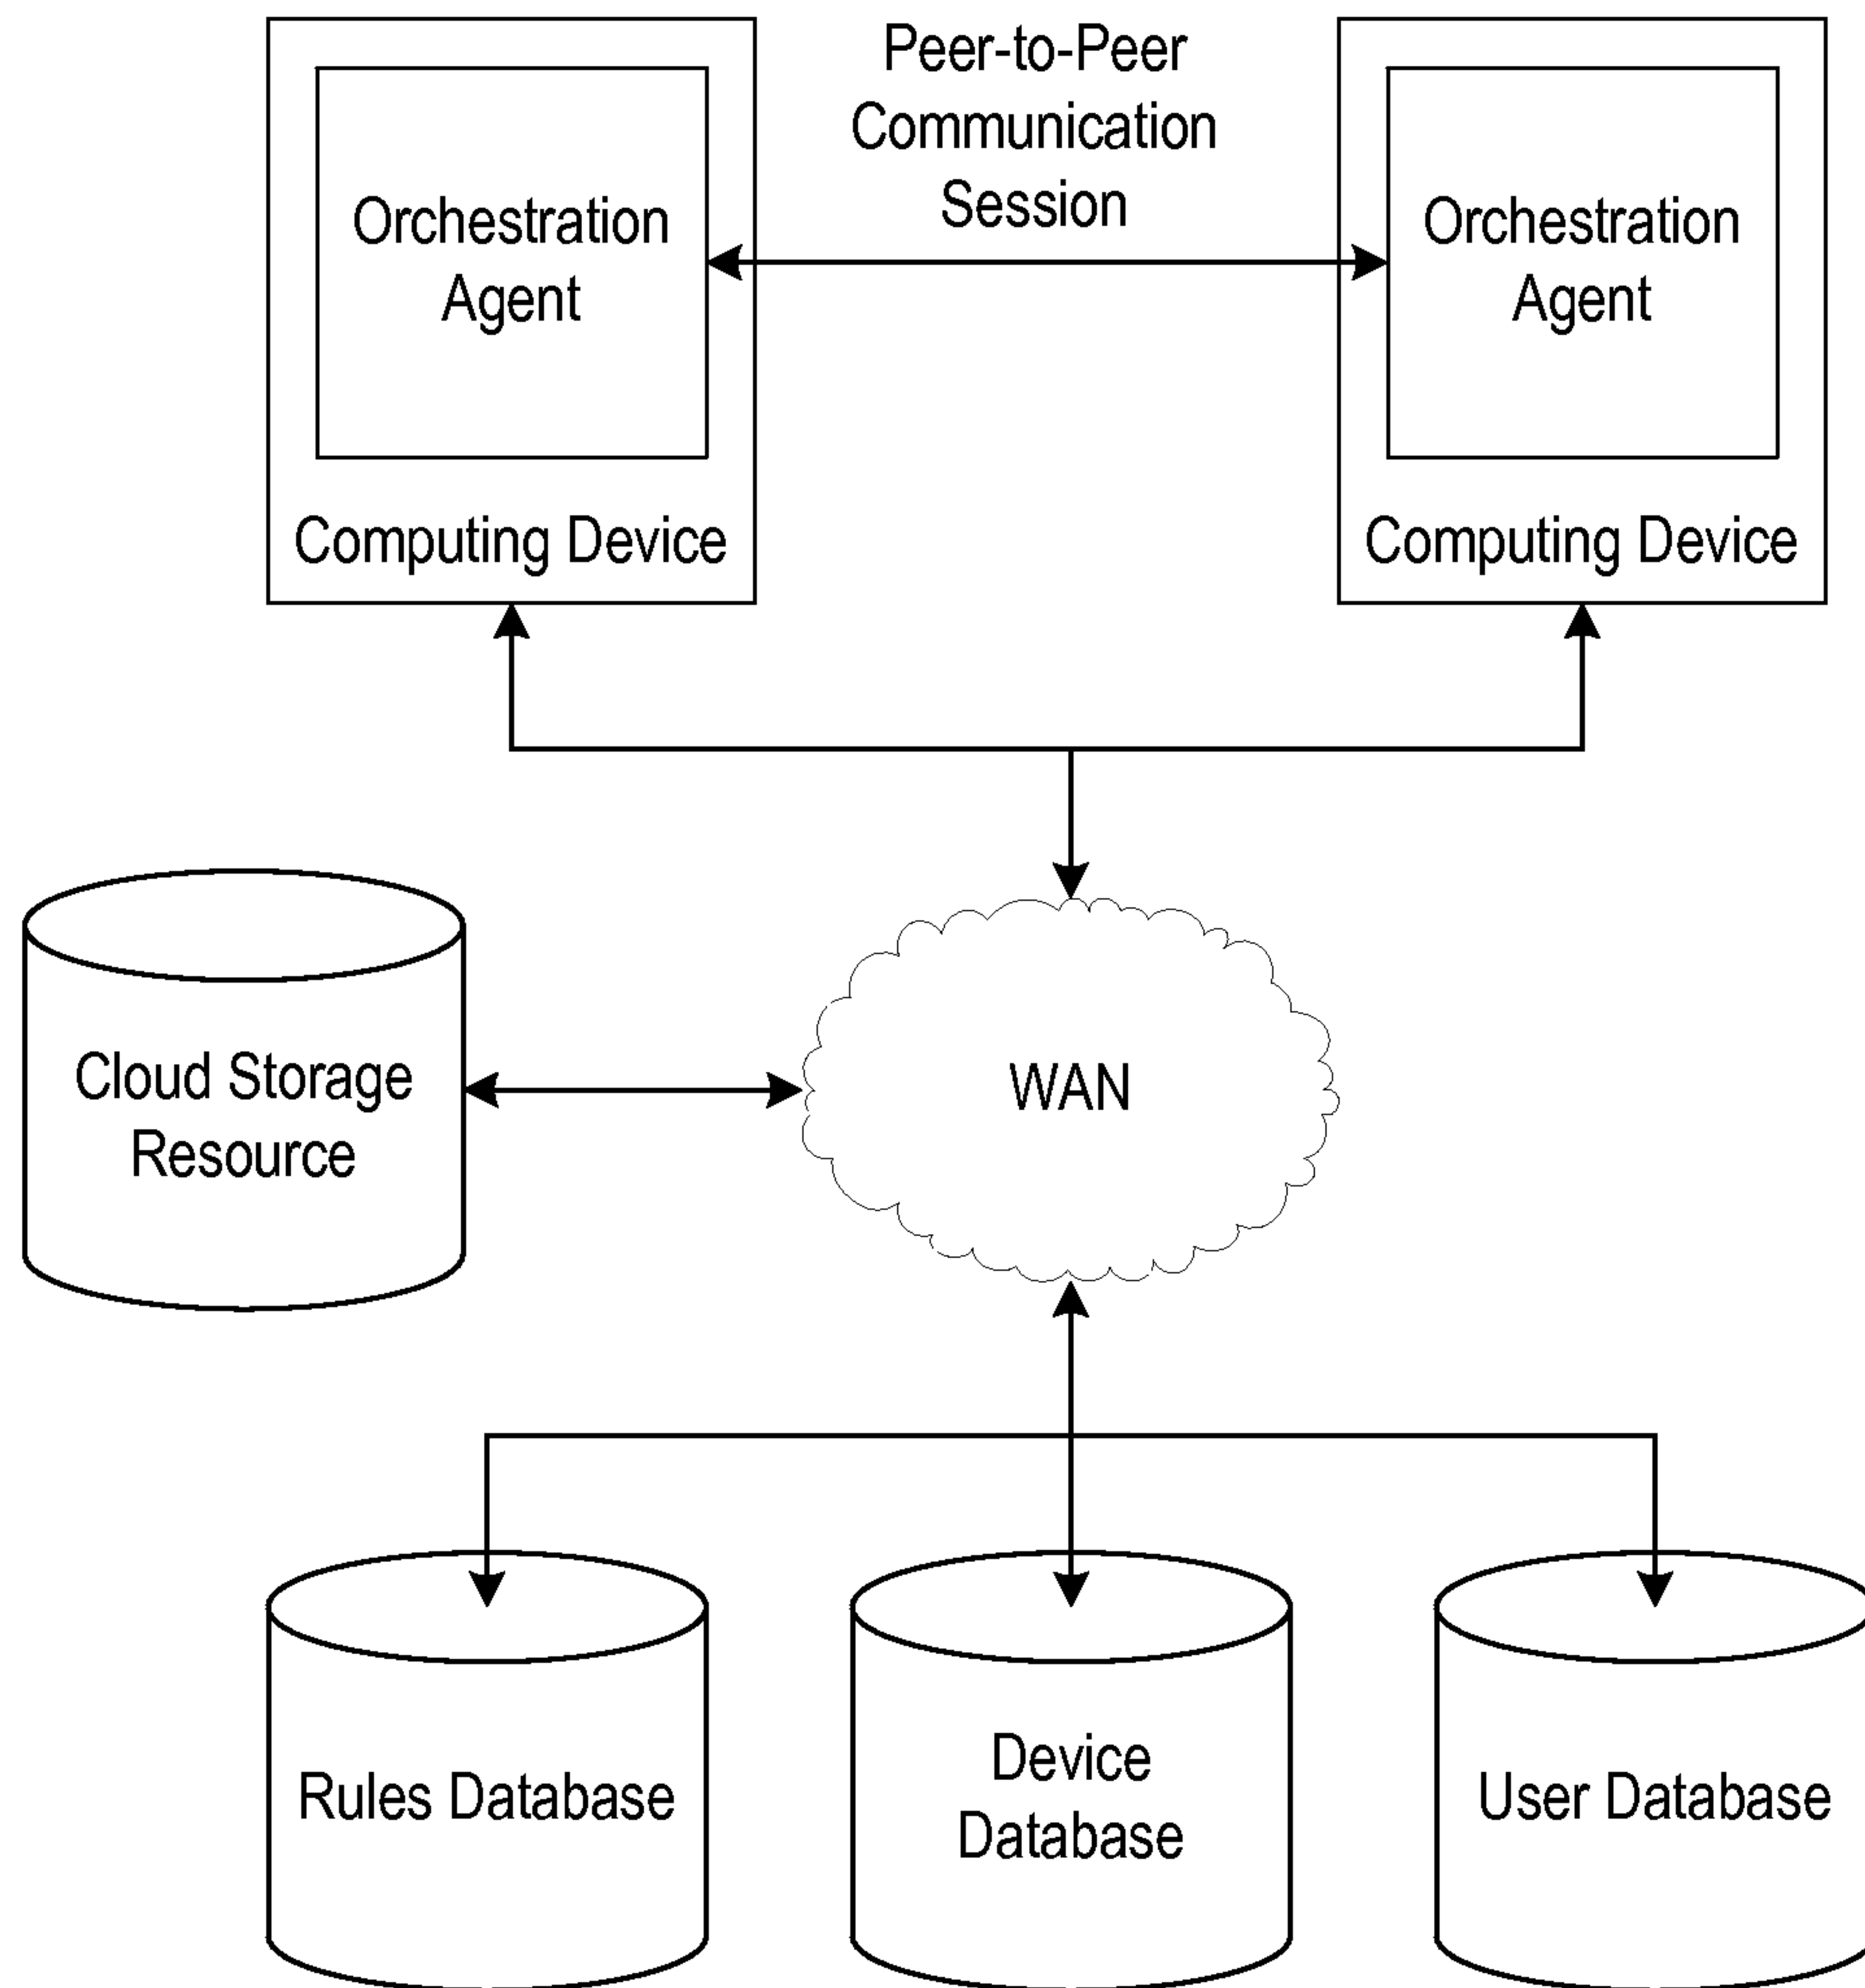 Peer-to-Peer
Communication
Session
Orchestration
Agent
Orchestration
Agent
Computing Device
Computing Device
Cloud Storage
Resource
WAN
Rules Database
Device
Database
User Database